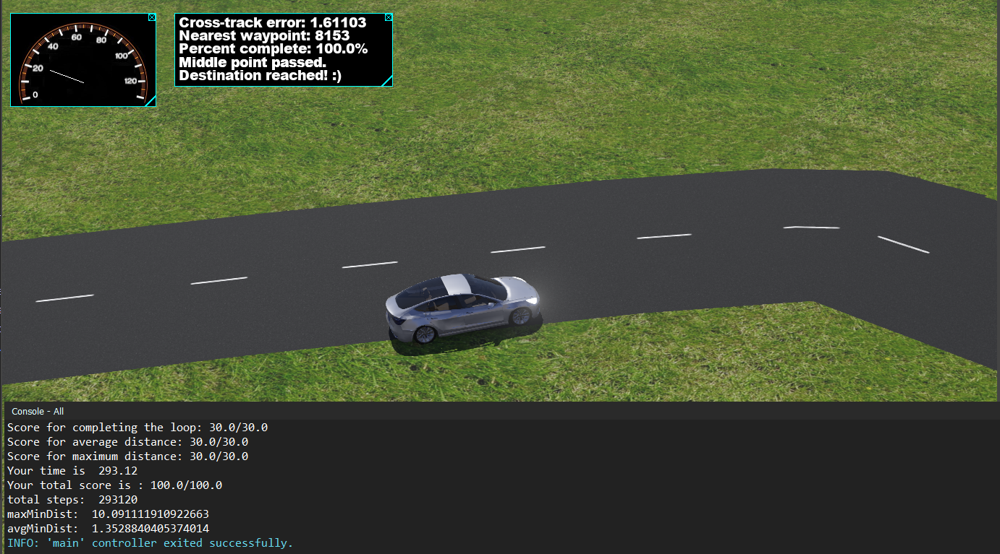 0
20
40
60
80
100
120
Cross-track error: 1.61103
Nearest waypoint: 8153
Percent complete: 100.0%
Middle point passed.
Destination reached! :)
Console - All
Score for completing the loop: 30.0/30.0
Score for average distance: 30.0/30.0
Score for maximum distance: 30.0/30.0
Your time is  293.12
Your total score is : 100.0/100.0
total steps:  293120
maxMinDist:  10.091111910922663
avgMinDist:  1.3528840405374014
INFO: 'main' controller exited successfully.